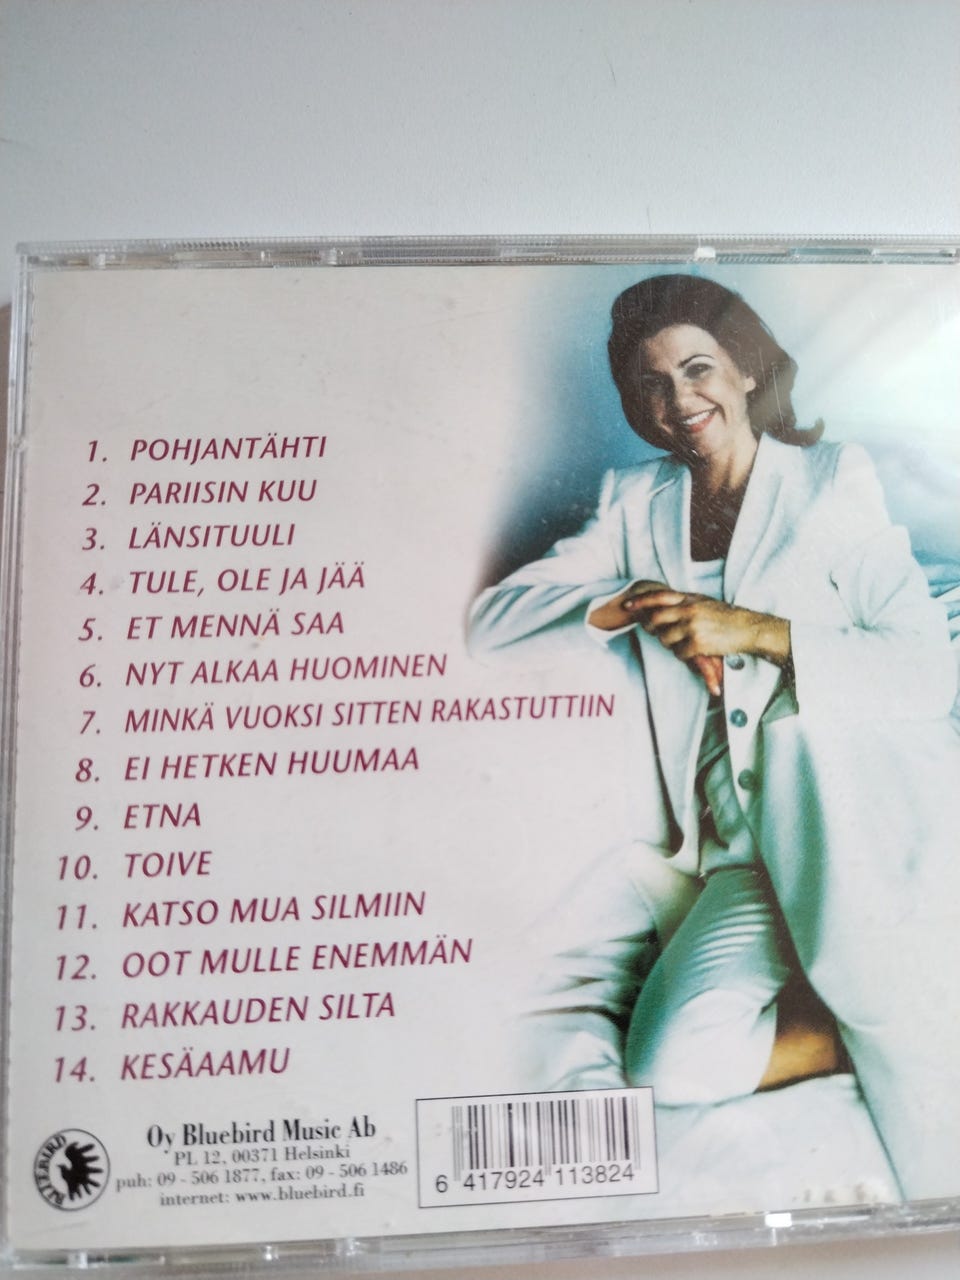 1. POHJANTÄHTI
2. PARIISIN KUU
3. LÄNSITUULI
4. TULE, OLE JA JÄÄ
5. ET MENNÄ SAA
6. NYT ALKAA HUOMINEN
7. MINKÄ VUOKSI SITTEN RAKASTUTTIIN
8. EI HETKEN HUUMAA
9. ETNA
10. TOIVE
11. KATSO MUA SILMIIN
12. OOT MULLE ENEMMÄN
13. RAKKAUDEN SILTA
14. KESÄAAMU
BLUEBIRD
Oy Bluebird Music Ab
PL 12, 00371 Helsinki
puh: 09 - 506 1877, fax: 09 - 506 1486
internet: www.bluebird.fi
6 417924 113824